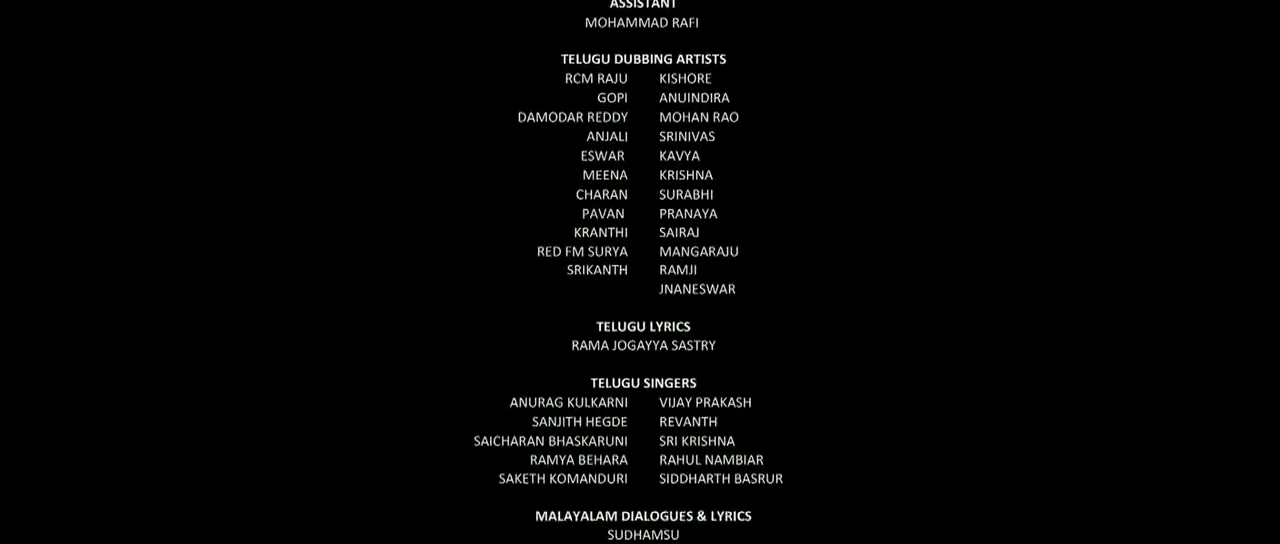 ASSISTANT
MOHAMMAD RAFI
TELUGU DUBBING ARTISTS
RCM RAJU KISHORE
GOPI ANUINDIRA
DAMODAR REDDY MOHAN RAO
ANJALI SRINIVAS
ESWAR KAVYA
MEENA KRISHNA
CHARAN SURABHI
PAVAN PRANAYA
KRANTHI SAIRAJ
RED FM SURYA MANGARAJU
SRIKANTH RAMJI
JNANESWAR
TELUGU LYRICS
RAMA JOGAYYA SASTRY
TELUGU SINGERS
ANURAG KULKARNI VIJAY PRAKASH
SANJITH HEGDE REVANTH
SAICHARAN BHASKARUNI SRI KRISHNA
RAMYA BEHARA RAHUL NAMBIAR
SAKETH KOMANDURI SIDDHARTH BASRUR
MALAYALAM DIALOGUES & LYRICS
SUDHAMSU